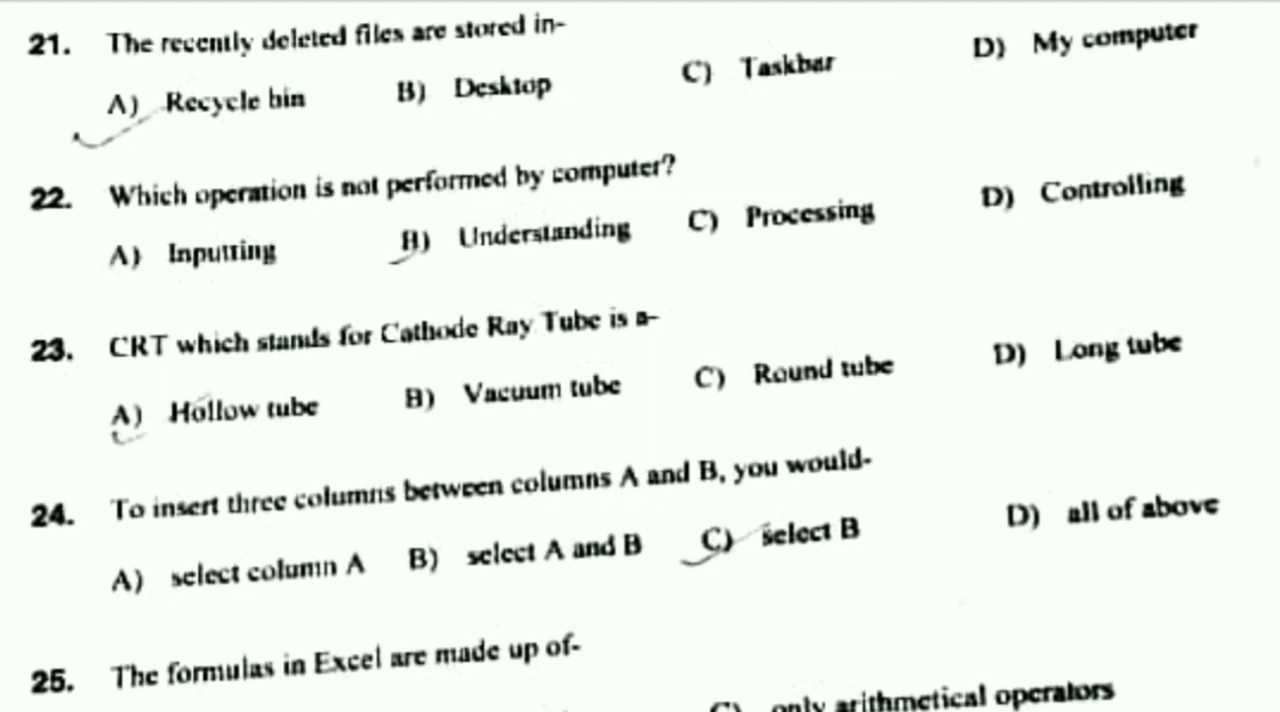 21. The recently deleted files are stored in-
A) Recycle bin B) Desktop C) Taskbar D) My computer
22. Which operation is not performed by computer?
A) Inputting B) Understanding C) Processing D) Controlling
23. CRT which stands for Cathode Ray Tube is a-
A) Hollow tube B) Vacuum tube C) Round tube D) Long tube
24. To insert three columns between columns A and B, you would-
A) select column A B) select A and B C) select B D) all of above
25. The formulas in Excel are made up of-
C) only arithmetical operators